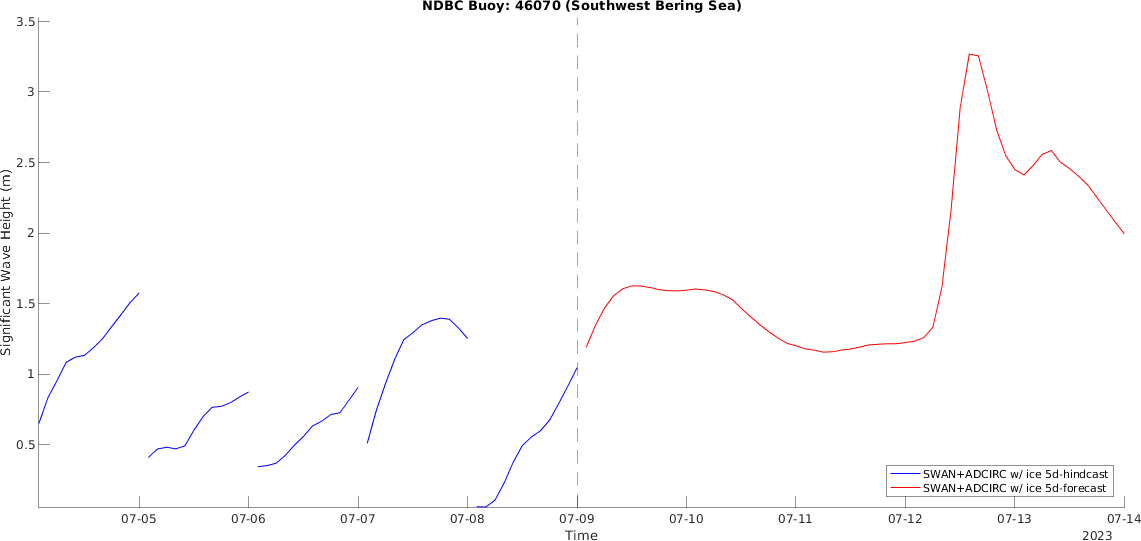 NDBC Buoy: 46070 (Southwest Bering Sea)
Significant Wave Height (m)
3.5
3
2.5
2
1.5
1
0.5
SWAN+ADCIRC w/ ice 5d-hindcast
SWAN+ADCIRC w/ ice 5d-forecast
07-05 07-06 07-07 07-08 07-09 07-10 07-11 07-12 07-13 07-14
Time
2023